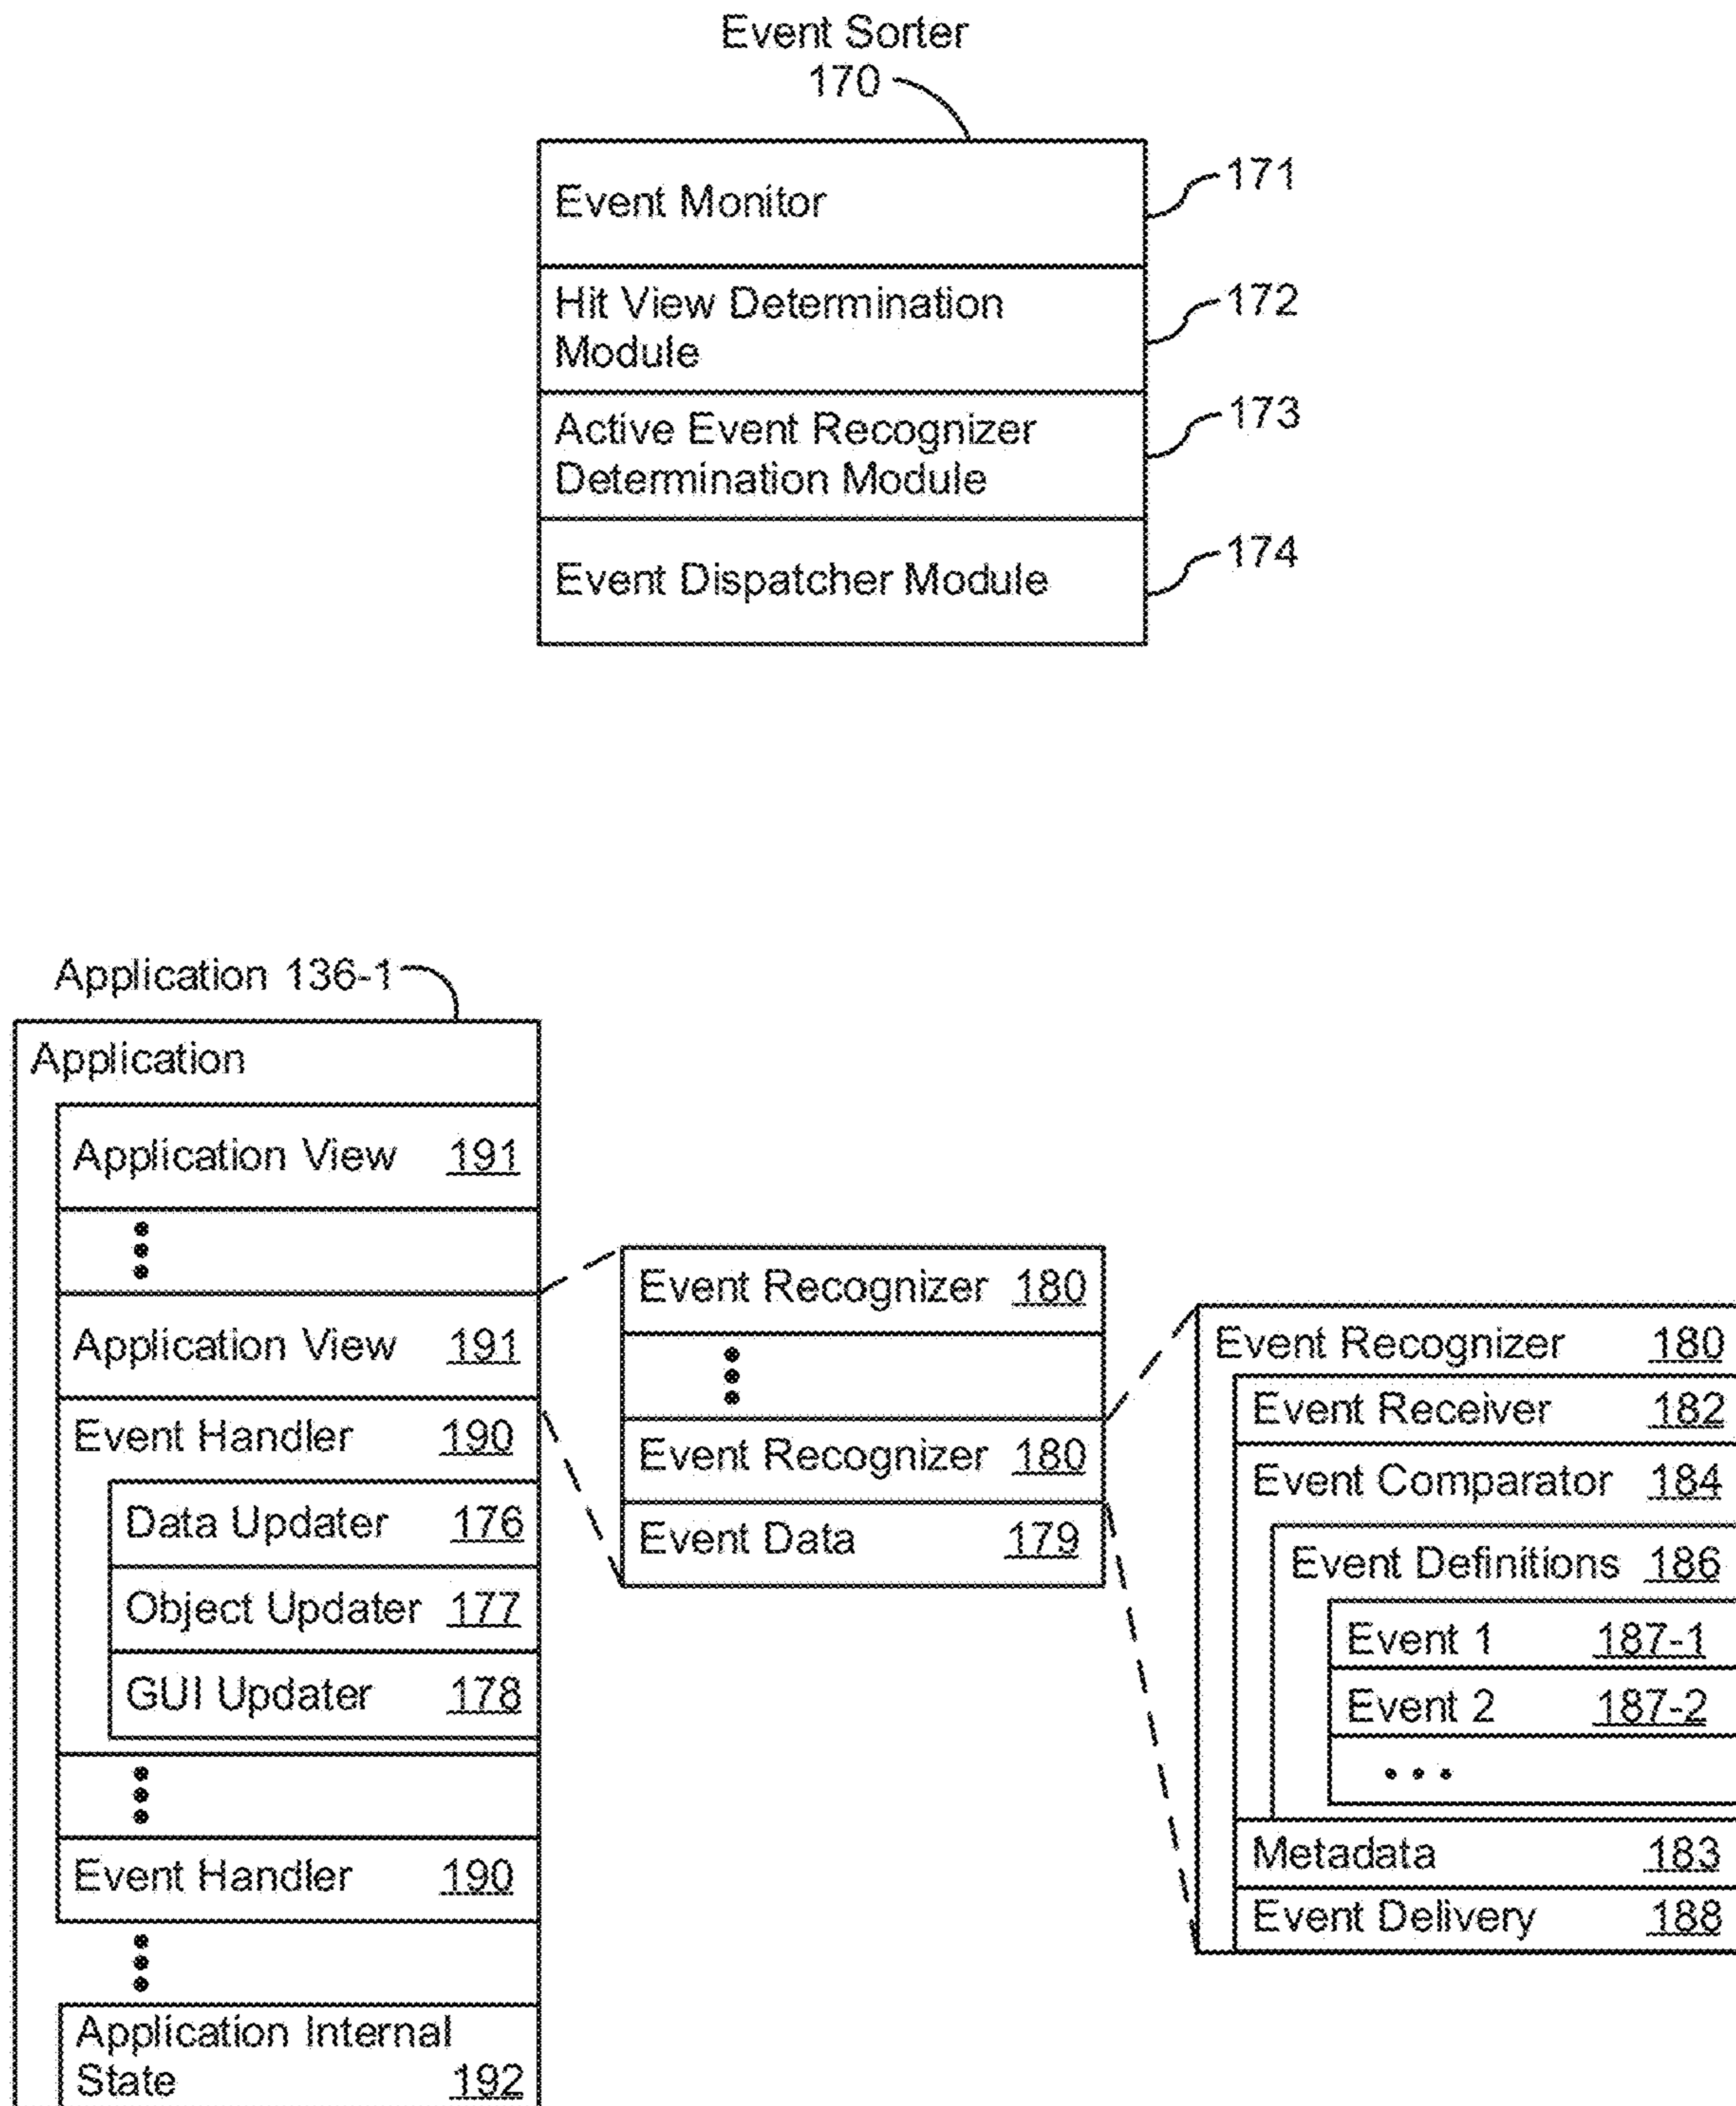 Event Sorter
170
Event Monitor
171
Hit View Determination
Module
172
Active Event Recognizer
Determination Module
173
Event Dispatcher Module
174
Application 136-1
Application
Application View 191
Application View 191
Event Handler 190
Data Updater 176
Object Updater 177
GUI Updater 178
Event Handler 190
Application Internal
State 192
Event Recognizer 180
Event Recognizer 180
Event Data 179
Event Recognizer 180
Event Receiver 182
Event Comparator 184
Event Definitions 186
Event 1 187-1
Event 2 187-2
Metadata 183
Event Delivery 188